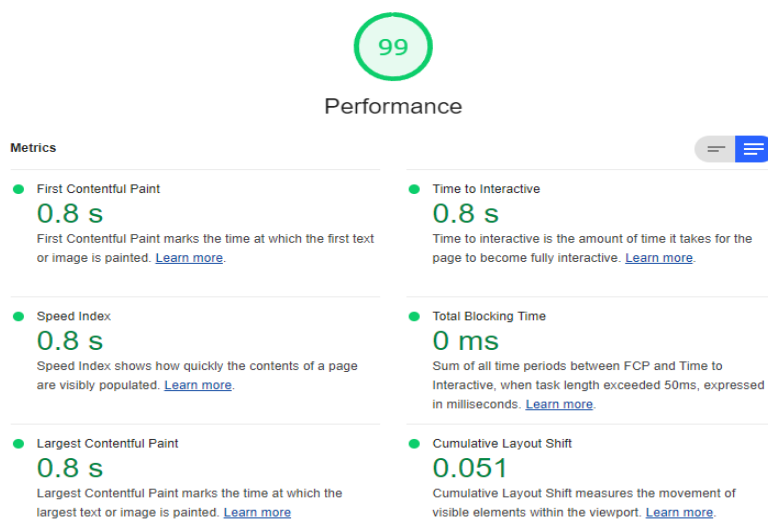 99
Performance
Metrics
First Contentful Paint
0.8 s
First Contentful Paint marks the time at which the first text
or image is painted. Learn more.
Time to Interactive
0.8 s
Time to interactive is the amount of time it takes for the
page to become fully interactive. Learn more.
Speed Index
0.8 s
Speed Index shows how quickly the contents of a page
are visibly populated. Learn more.
Total Blocking Time
0 ms
Sum of all time periods between FCP and Time to
Interactive, when task length exceeded 50ms, expressed
in milliseconds. Learn more.
Largest Contentful Paint
0.8 s
Largest Contentful Paint marks the time at which the
largest text or image is painted. Learn more
Cumulative Layout Shift
0.051
Cumulative Layout Shift measures the movement of
visible elements within the viewport. Learn more.